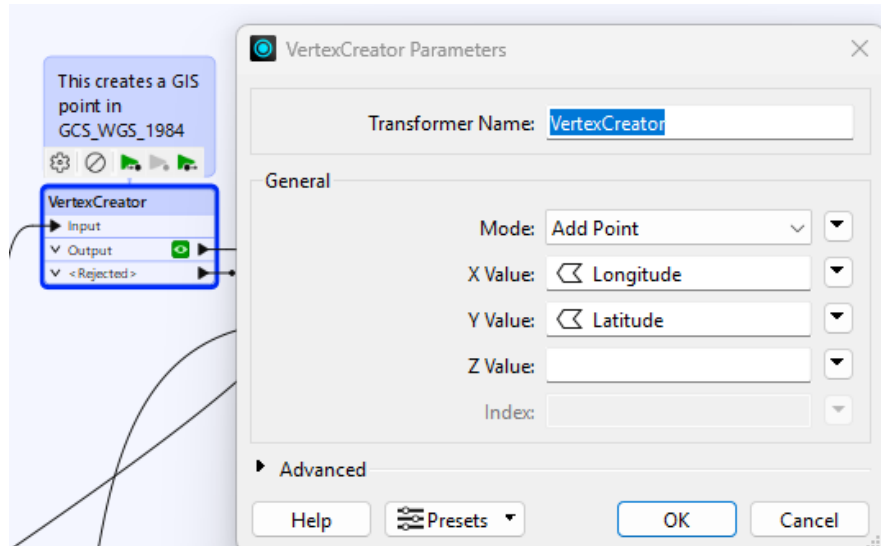 This creates a GIS
point in
GCS_WGS_1984
VertexCreator
Input
Output
<Rejected>
VertexCreator Parameters
Transformer Name: VertexCreator
General
Mode: Add Point
X Value: Longitude
Y Value: Latitude
Z Value:
Index:
Advanced
Help Presets OK Cancel